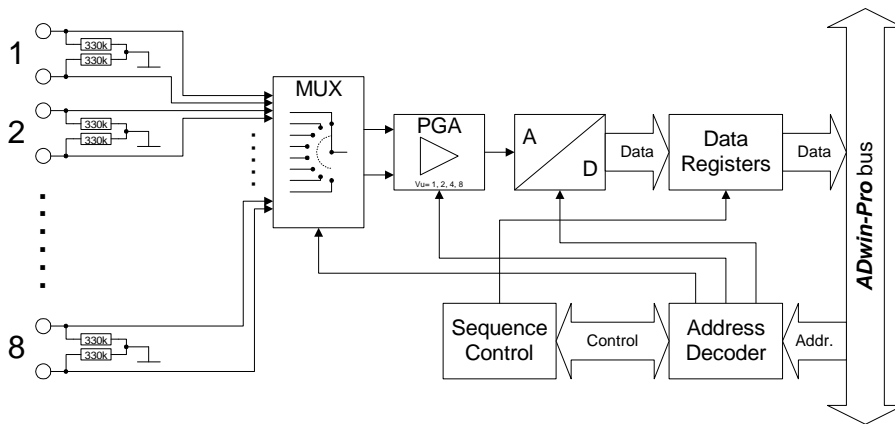 1
330k
330k
2
330k
330k
8
330k
330k
MUX
PGA
Vu= 1, 2, 4, 8
A
D
Data
Data
Registers
Data
ADwin-Pro bus
Sequence
Control
Control
Address
Decoder
Addr.